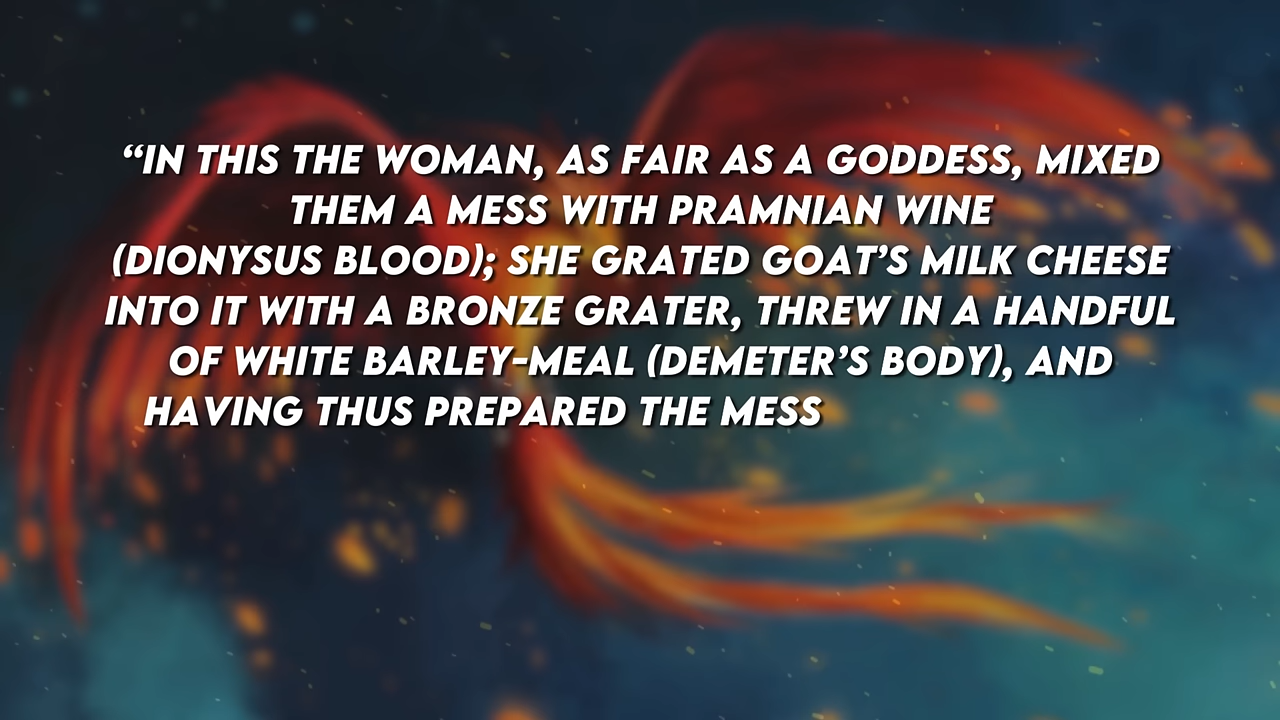 “IN THIS THE WOMAN, AS FAIR AS A GODDESS, MIXED
THEM A MESS WITH PRAMNIAN WINE
(DIONYSUS BLOOD); SHE GRATED GOAT’S MILK CHEESE
INTO IT WITH A BRONZE GRATER, THREW IN A HANDFUL
OF WHITE BARLEY-MEAL (DEMETER’S BODY), AND
HAVING THUS PREPARED THE MESS